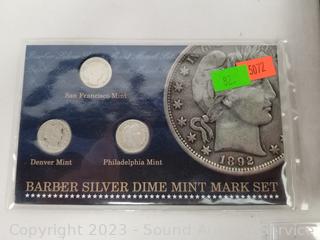 82
5072
San Francisco Mint
Denver Mint
Philadelphia Mint
1892
BARBER SILVER DIME MINT MARK SET
Copyright 2023 - Sound Auction Service